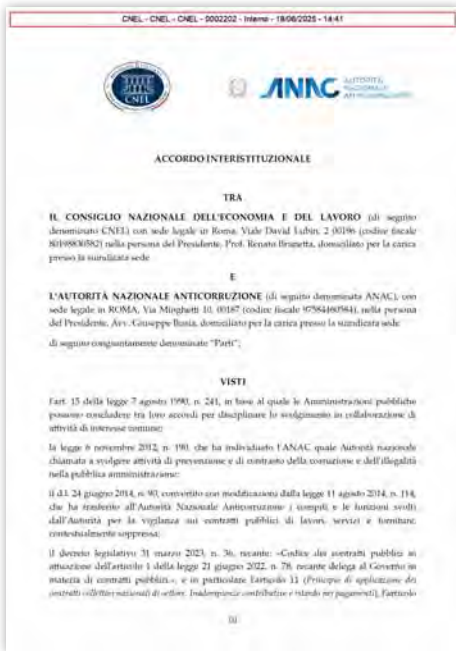 CNEL - CNEL - CNEL - 0002202 - Interno - 19/06/2025 - 14:41
CNEL
ANAC AUTORITÀ
NAZIONALE
ANTICORRUZIONE
ACCORDO INTERISTITUZIONALE
TRA
IL CONSIGLIO NAZIONALE DELL'ECONOMIA E DEL LAVORO (di seguito
denominato CNEL) con sede legale in Roma, Viale David Lubin, 2 00196 (codice fiscale
80198830582) nella persona del Presidente, Prof. Renato Brunetta, domiciliato per la carica
presso la suindicata sede
E
L'AUTORITÀ NAZIONALE ANTICORRUZIONE (di seguito denominata ANAC), con
sede legale in ROMA, Via Minghetti 10, 00187 (codice fiscale 97584460584), nella persona
del Presidente, Avv. Giuseppe Busia, domiciliato per la carica presso la suindicata sede
di seguito congiuntamente denominate "Parti";
VISTI
l'art. 15 della legge 7 agosto 1990, n. 241, in base al quale le Amministrazioni pubbliche
possono concludere tra loro accordi per disciplinare lo svolgimento in collaborazione di
attività di interesse comune;
la legge 6 novembre 2012, n. 190, che ha individuato l'ANAC quale Autorità nazionale
chiamata a svolgere attività di prevenzione e di contrasto della corruzione e dell'illegalità
nella pubblica amministrazione;
il d.l. 24 giugno 2014, n. 90, convertito con modificazioni dalla legge 11 agosto 2014, n. 114,
che ha trasferito all'Autorità Nazionale Anticorruzione i compiti e le funzioni svolti
dall'Autorità per la vigilanza sui contratti pubblici di lavori, servizi e forniture,
contestualmente soppressa;
il decreto legislativo 31 marzo 2023, n. 36, recante: «Codice dei contratti pubblici in
attuazione dell'articolo 1 della legge 21 giugno 2022, n. 78, recante delega al Governo in
materia di contratti pubblici.», e in particolare l'articolo 11 (Principio di applicazione dei
contratti collettivi nazionali di settore. Inadempienze contributive e ritardo nei pagamenti), l'articolo